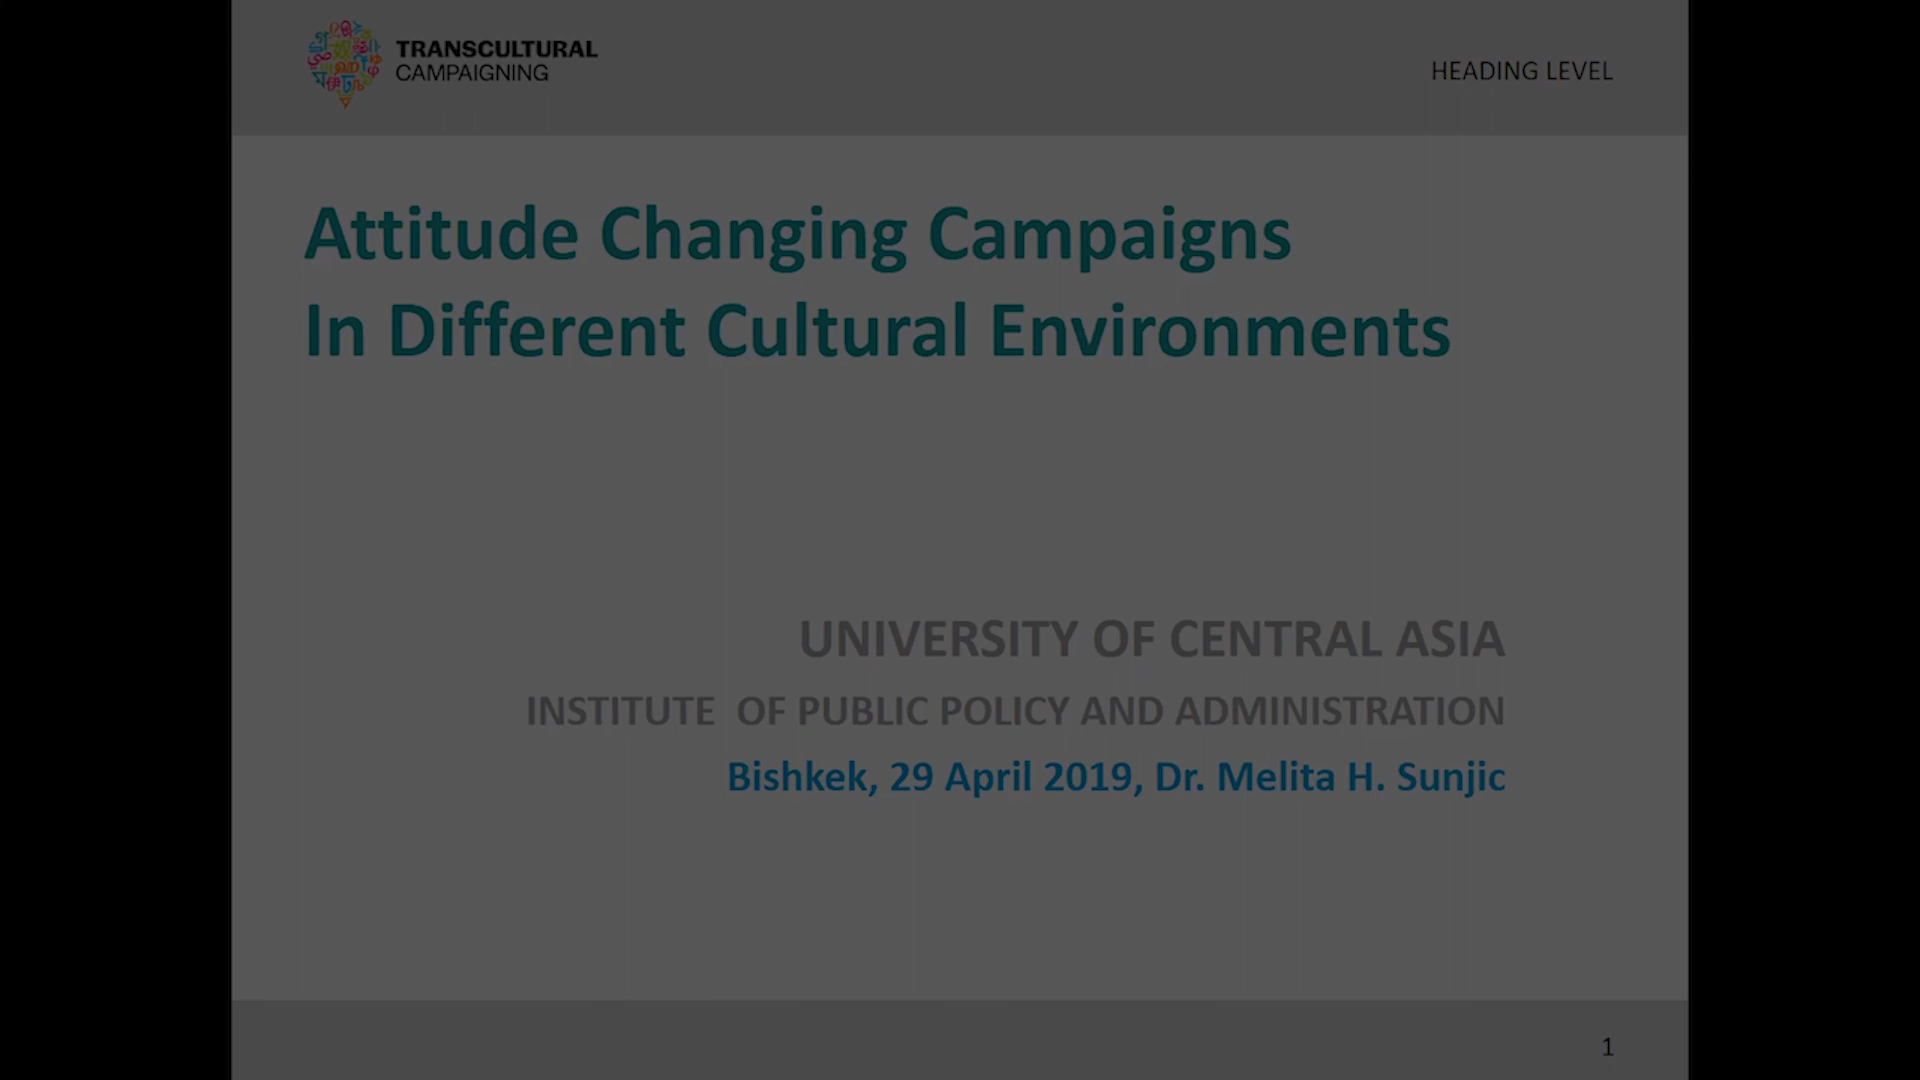 TRANSCULTURAL
CAMPAIGNING
HEADING LEVEL
Attitude Changing Campaigns
In Different Cultural Environments
UNIVERSITY OF CENTRAL ASIA
INSTITUTE OF PUBLIC POLICY AND ADMINISTRATION
Bishkek, 29 April 2019, Dr. Melita H. Sunjic
1